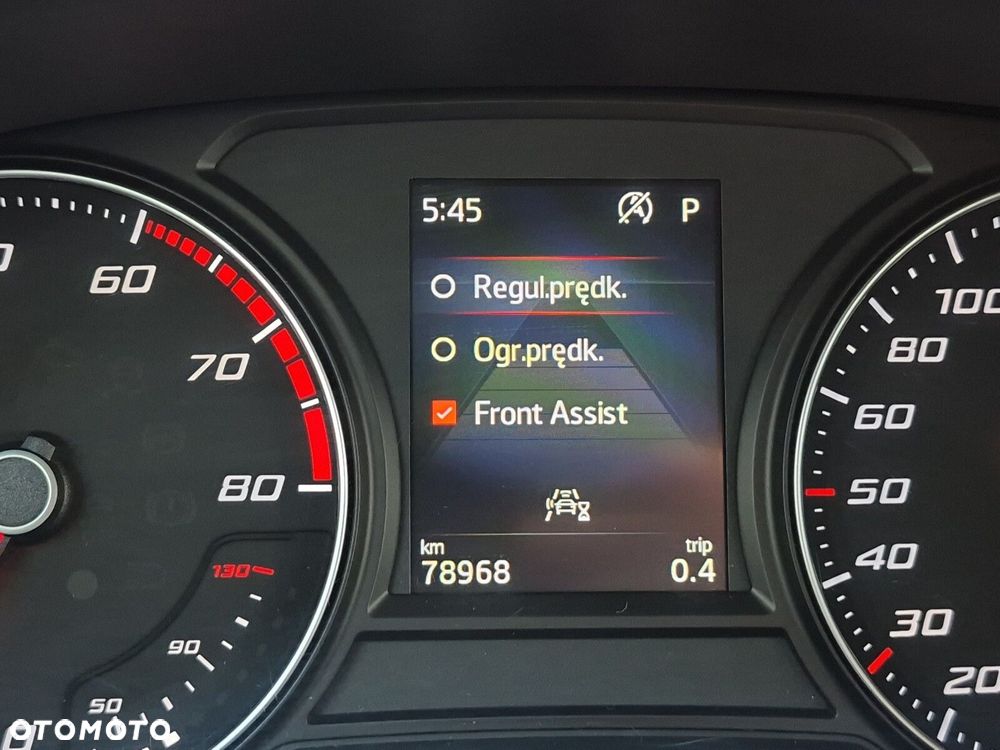 5:45 P
Regul.prędk.
Ogr.prędk.
Front Assist
km trip
78968 0.4
60
70
80
130
90
50
100
80
60
50
40
30
20
OTOMOTO